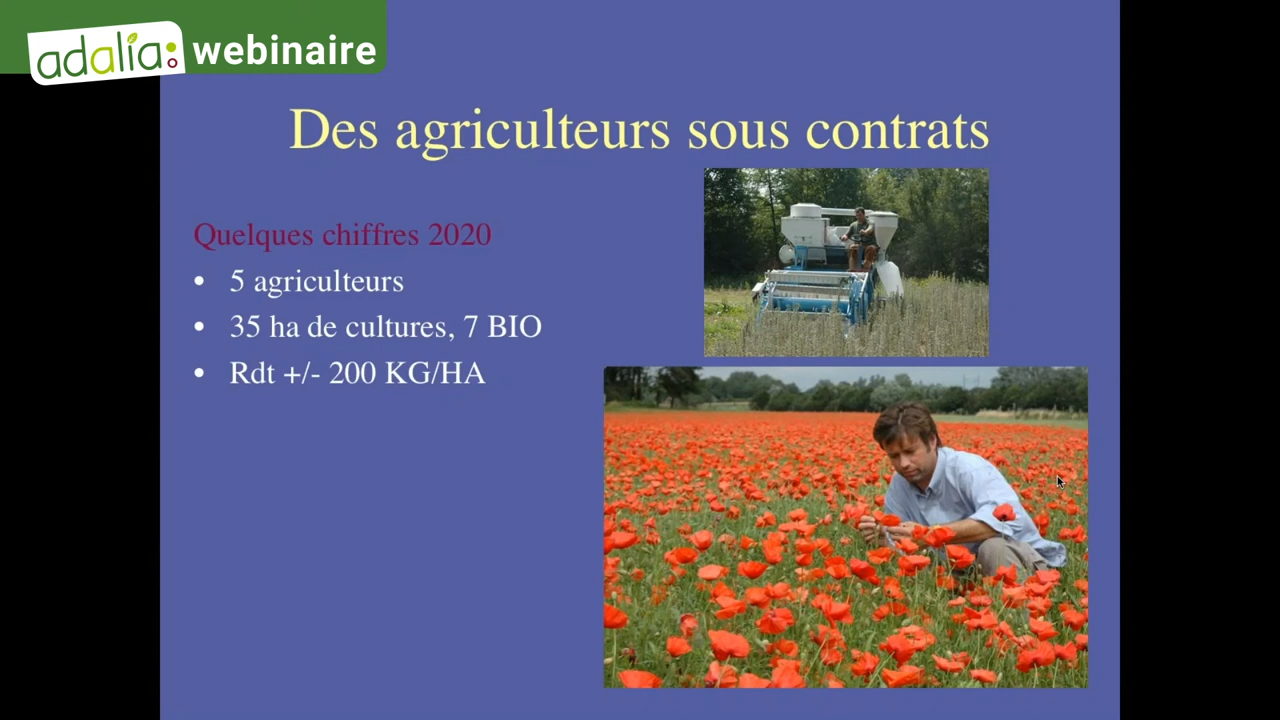 adalia: webinaire
Des agriculteurs sous contrats
Quelques chiffres 2020
• 5 agriculteurs
• 35 ha de cultures, 7 BIO
• Rdt +/- 200 KG/HA